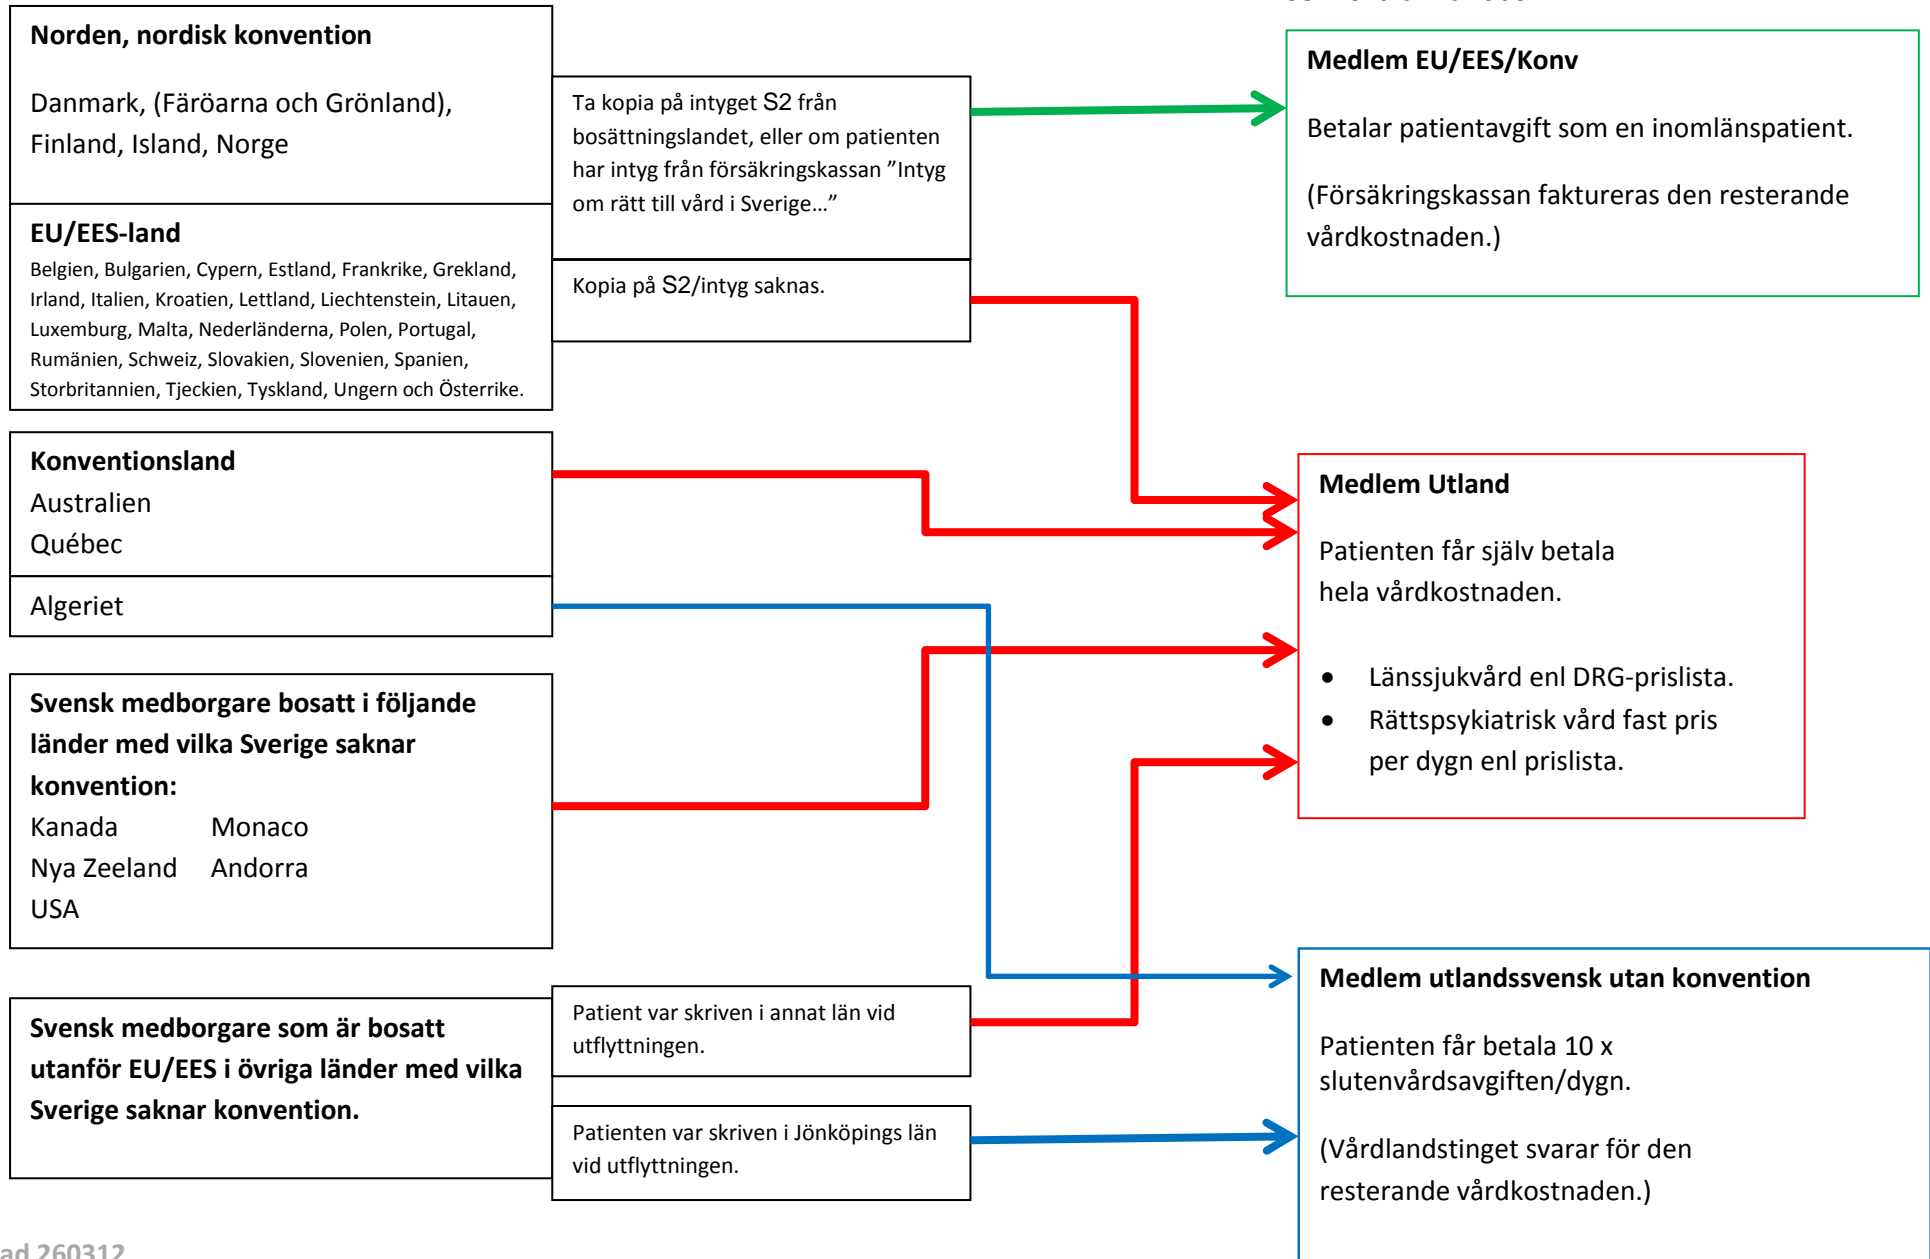 Norden, nordisk konvention
Danmark, (Färöarna och Grönland),
Finland, Island, Norge
EU/EES-land
Belgien, Bulgarien, Cypern, Estland, Frankrike, Grekland,
Irland, Italien, Kroatien, Lettland, Liechtenstein, Litauen,
Luxemburg, Malta, Nederländerna, Polen, Portugal,
Rumänien, Schweiz, Slovakien, Slovenien, Spanien,
Storbritannien, Tjeckien, Tyskland, Ungern och Österrike.
Ta kopia på intyget S2 från
bosättningslandet, eller om patienten
har intyg från försäkringskassan ”Intyg
om rätt till vård i Sverige…”
Kopia på S2/intyg saknas.
Medlem EU/EES/Konv
Betalar patientavgift som en inomlänspatient.
(Försäkringskassan faktureras den resterande
vårdkostnaden.)
Konventionsland
Australien
Québec
Algeriet
Medlem Utland
Patienten får själv betala
hela vårdkostnaden.
• Länssjukvård enl DRG-prislista.
• Rättspsykiatrisk vård fast pris
per dygn enl prislista.
Svensk medborgare bosatt i följande
länder med vilka Sverige saknar
konvention:
Kanada Monaco
Nya Zeeland Andorra
USA
Svensk medborgare som är bosatt
utanför EU/EES i övriga länder med vilka
Sverige saknar konvention.
Patient var skriven i annat län vid
utflyttningen.
Patienten var skriven i Jönköpings län
vid utflyttningen.
Medlem utlandssvensk utan konvention
Patienten får betala 10 x
slutenvårdsavgiften/dygn.
(Vårdlandstinget svarar för den
resterande vårdkostnaden.)
260312